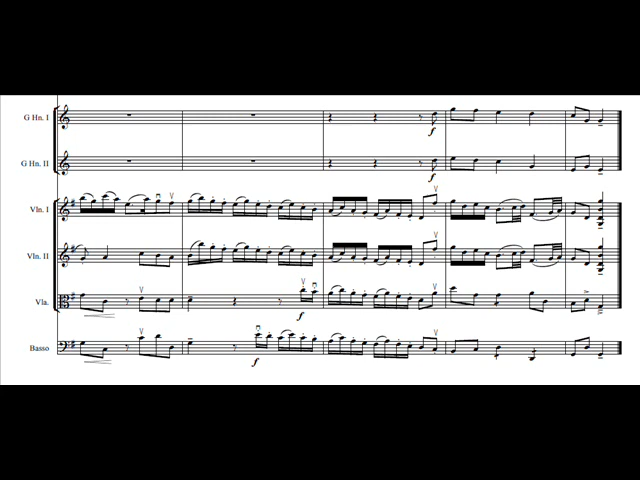 G Hn. I
f
G Hn. II
f
Vln. I
Vln. II
Vla.
f
Basso
f